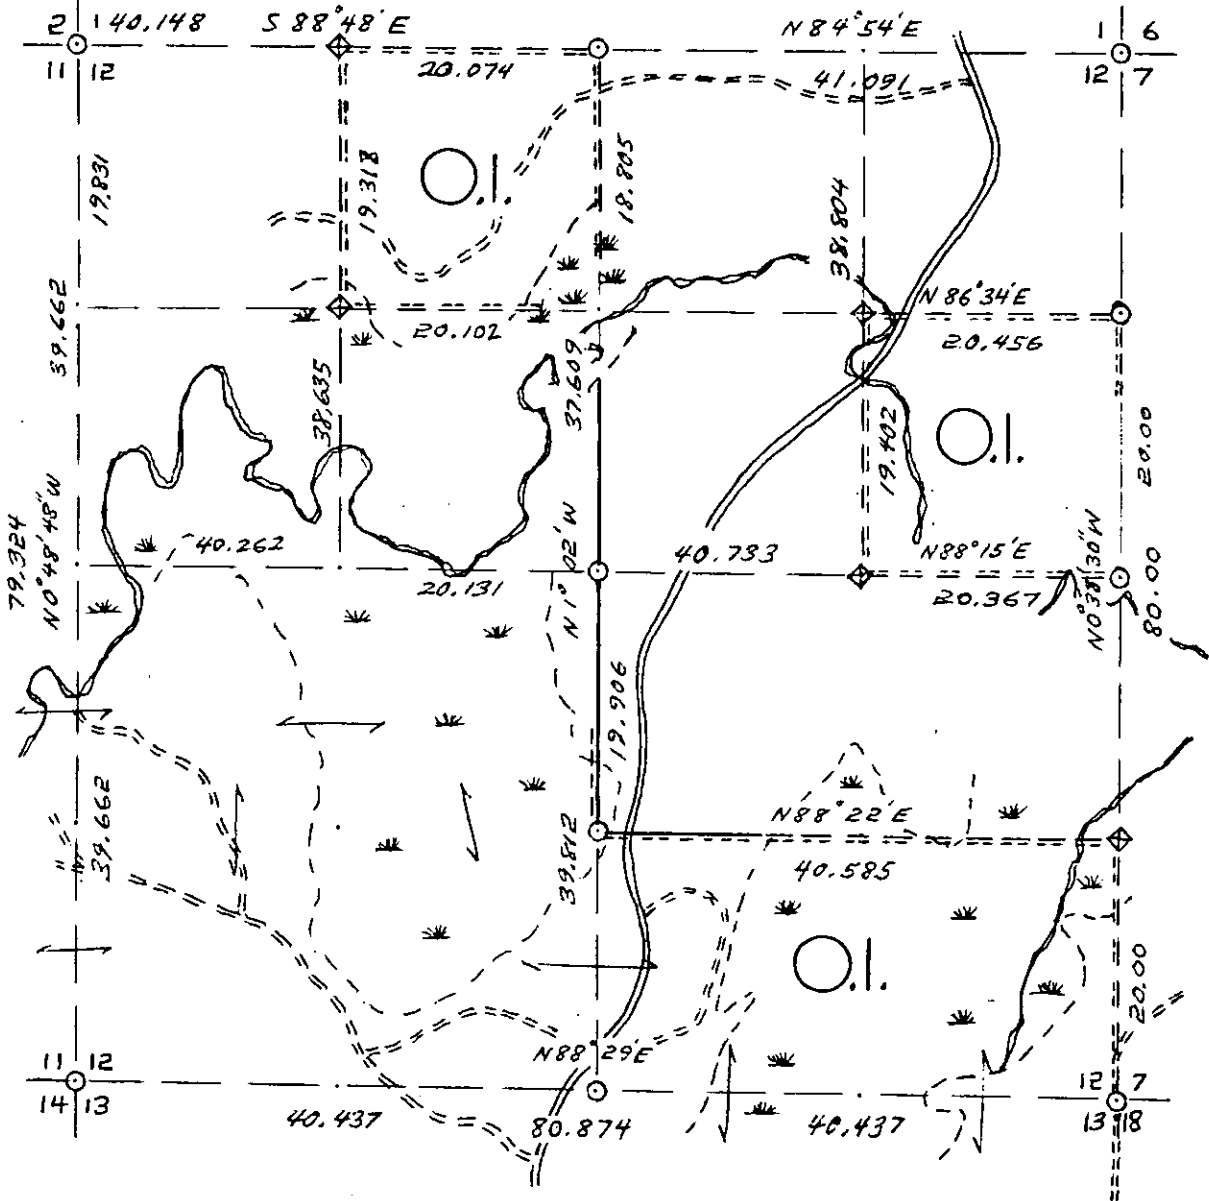 2 1 40.148 S 88°48' E N 84°54' E 1 6
11 12 20.074 41.091 12 7
19.831 19.318 O.I. 18.805 38.804
39.662 20.102 N 86°34' E
20.456
38.635 37.609 19.402 O.I. 20.00
79.324 N 0°48'48" W 40.262 20.131 N 1° 02' W 40.733 N 88°15' E
20.367 80.00
19.906
39.662 39.812 N 88° 22' E
40.585
O.I. 20.00
N 88° 29' E
11 12 12 7
14 13 40.437 80.874 40.437 13 18